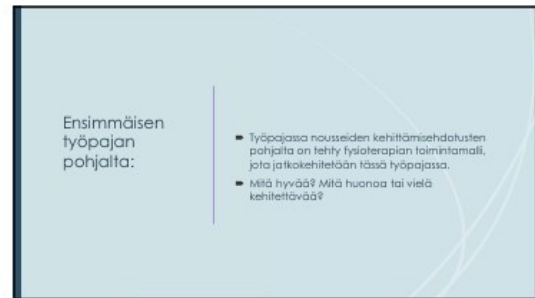 Ensimmäisen
työpajan
pohjalta:
Työpajassa nousseiden kehittämisehdotusten
pohjalta on tehty fysioterapian toimintamalli,
jota jatkokehitetään tässä työpajassa.
Mitä hyvää? Mitä huonoa tai vielä
kehitettävää?